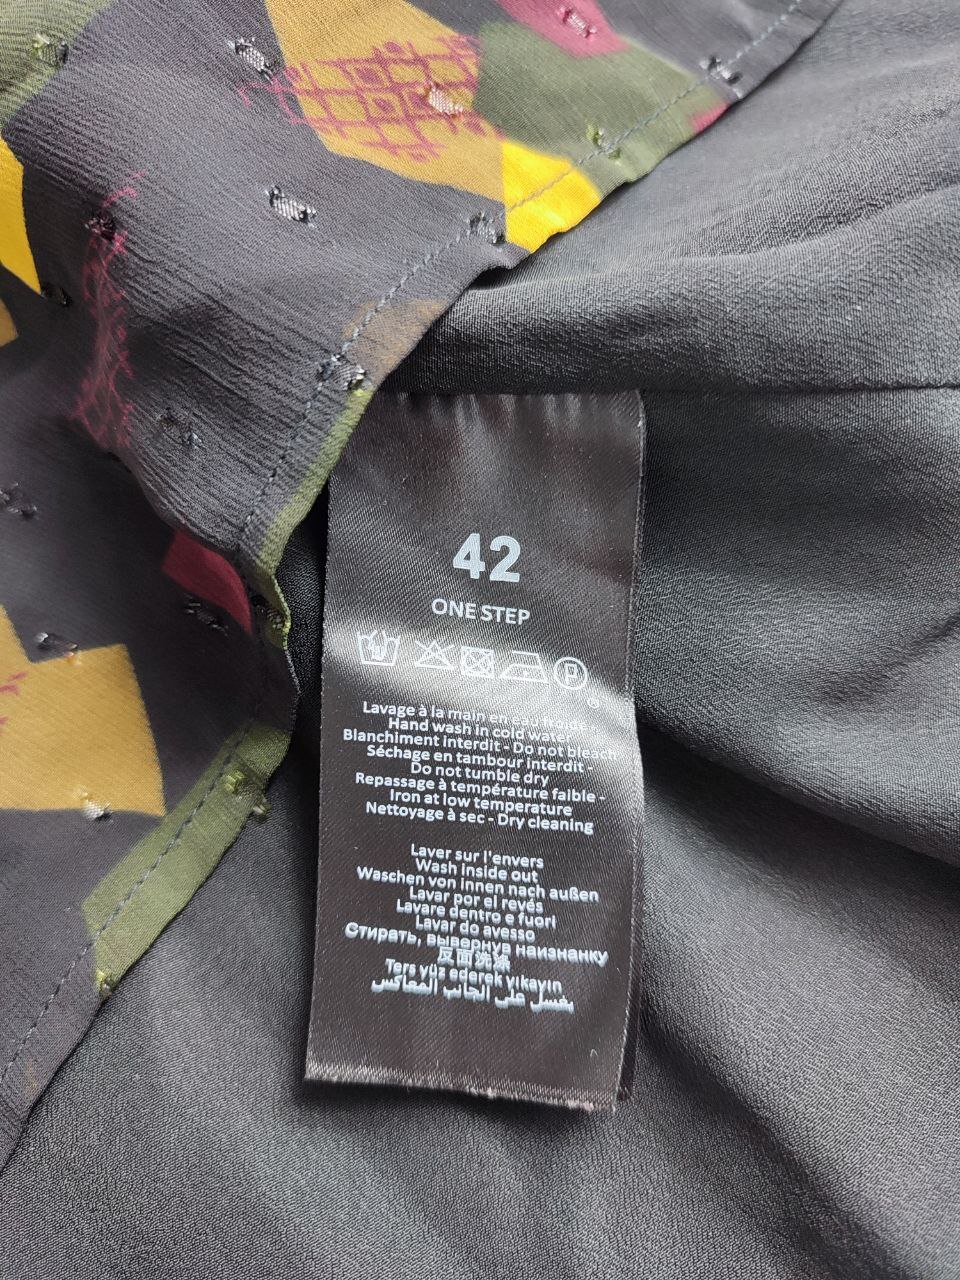 42
ONE STEP
Lavage à la main en eau froide
Hand wash in cold water
Blanchiment interdit - Do not bleach
Séchage en tambour interdit -
Do not tumble dry
Repassage à température faible -
Iron at low temperature
Nettoyage à sec - Dry cleaning
Laver sur l'envers
Wash inside out
Waschen von innen nach außen
Lavar por el revés
Lavare dentro e fuori
Lavar do avesso
Стирать, вывернув наизнанку
反面洗涤
Ters yüz ederek yıkayın
يغسل على الجانب المعاكس